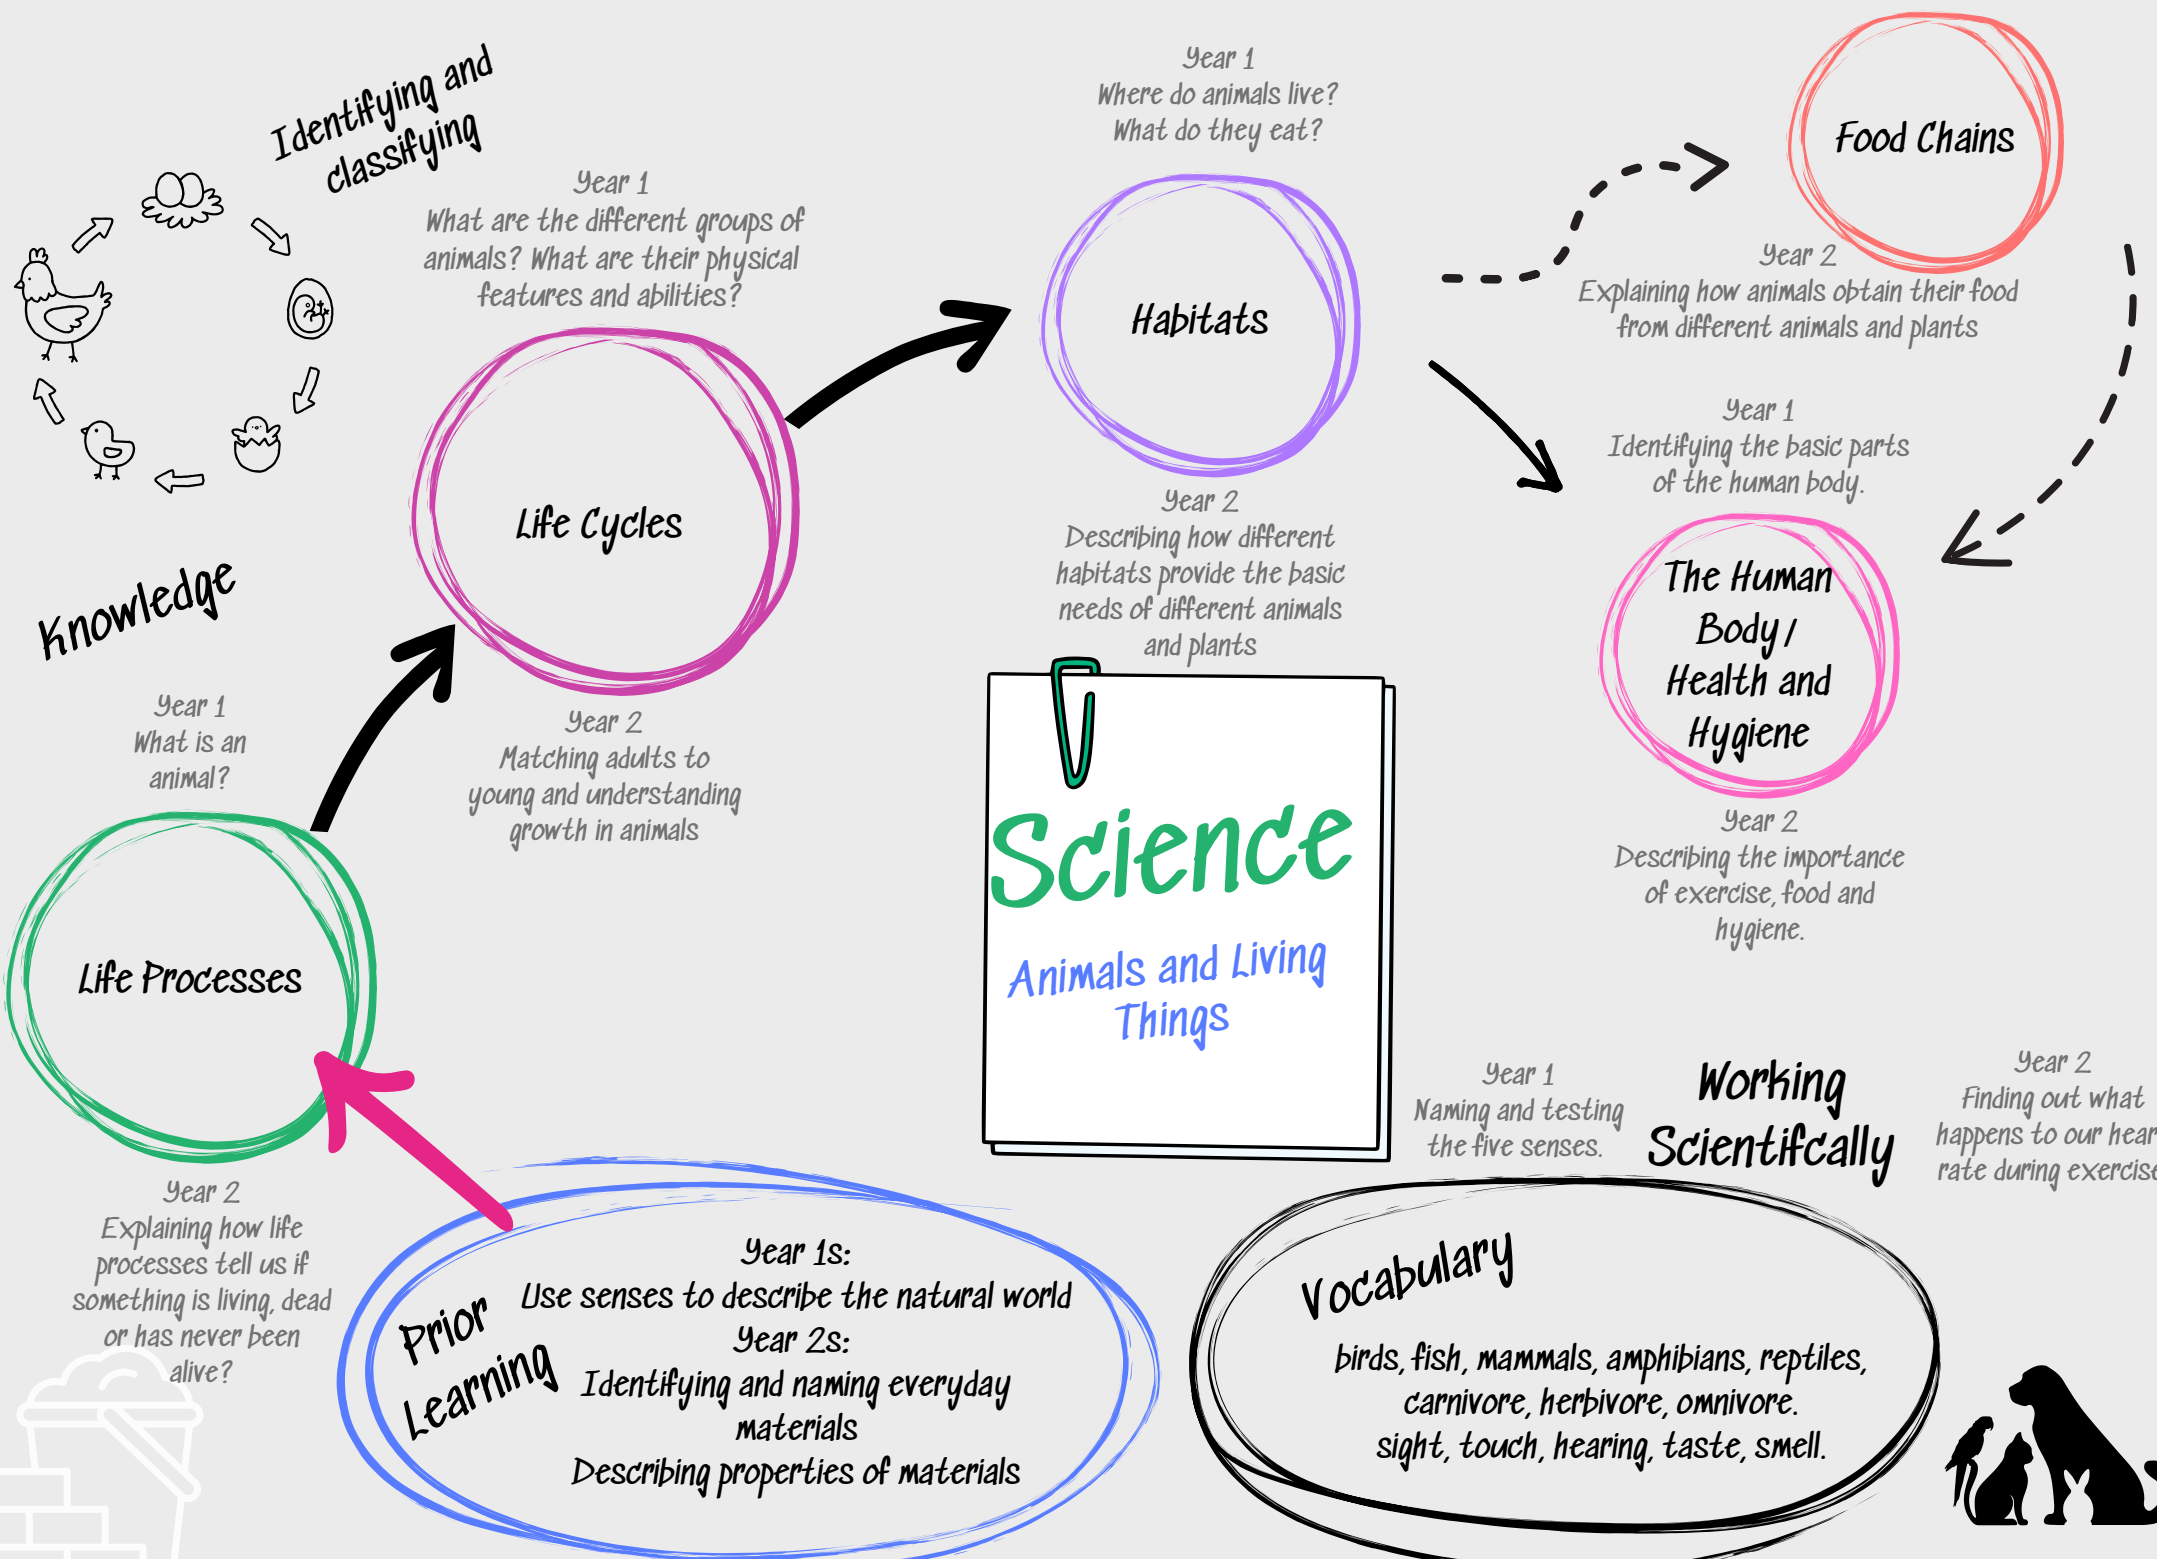 Identifying and
classifying
Year 1
What are the different groups of
animals? What are their physical
features and abilities?
Life Cycles
Year 2
Matching adults to
young and understanding
growth in animals
Year 1
Where do animals live?
What do they eat?
Habitats
Year 2
Describing how different
habitats provide the basic
needs of different animals
and plants
Food Chains
Year 2
Explaining how animals obtain their food
from different animals and plants
Year 1
Identifying the basic parts
of the human body.
The Human
Body/
Health and
Hygiene
Year 2
Describing the importance
of exercise, food and
hygiene.
Knowledge
Year 1
What is an
animal?
Life Processes
Year 2
Explaining how life
processes tell us if
something is living, dead
or has never been
alive?
Science
Animals and Living
Things
Year 1
Naming and testing
the five senses.
Working
Scientifcally
Year 2
Finding out what
happens to our hear
rate during exercise
Prior
Learning
Year 1s:
Use senses to describe the natural world
Year 2s:
Identifying and naming everyday
materials
Describing properties of materials
Vocabulary
birds, fish, mammals, amphibians, reptiles,
carnivore, herbivore, omnivore.
sight, touch, hearing, taste, smell.